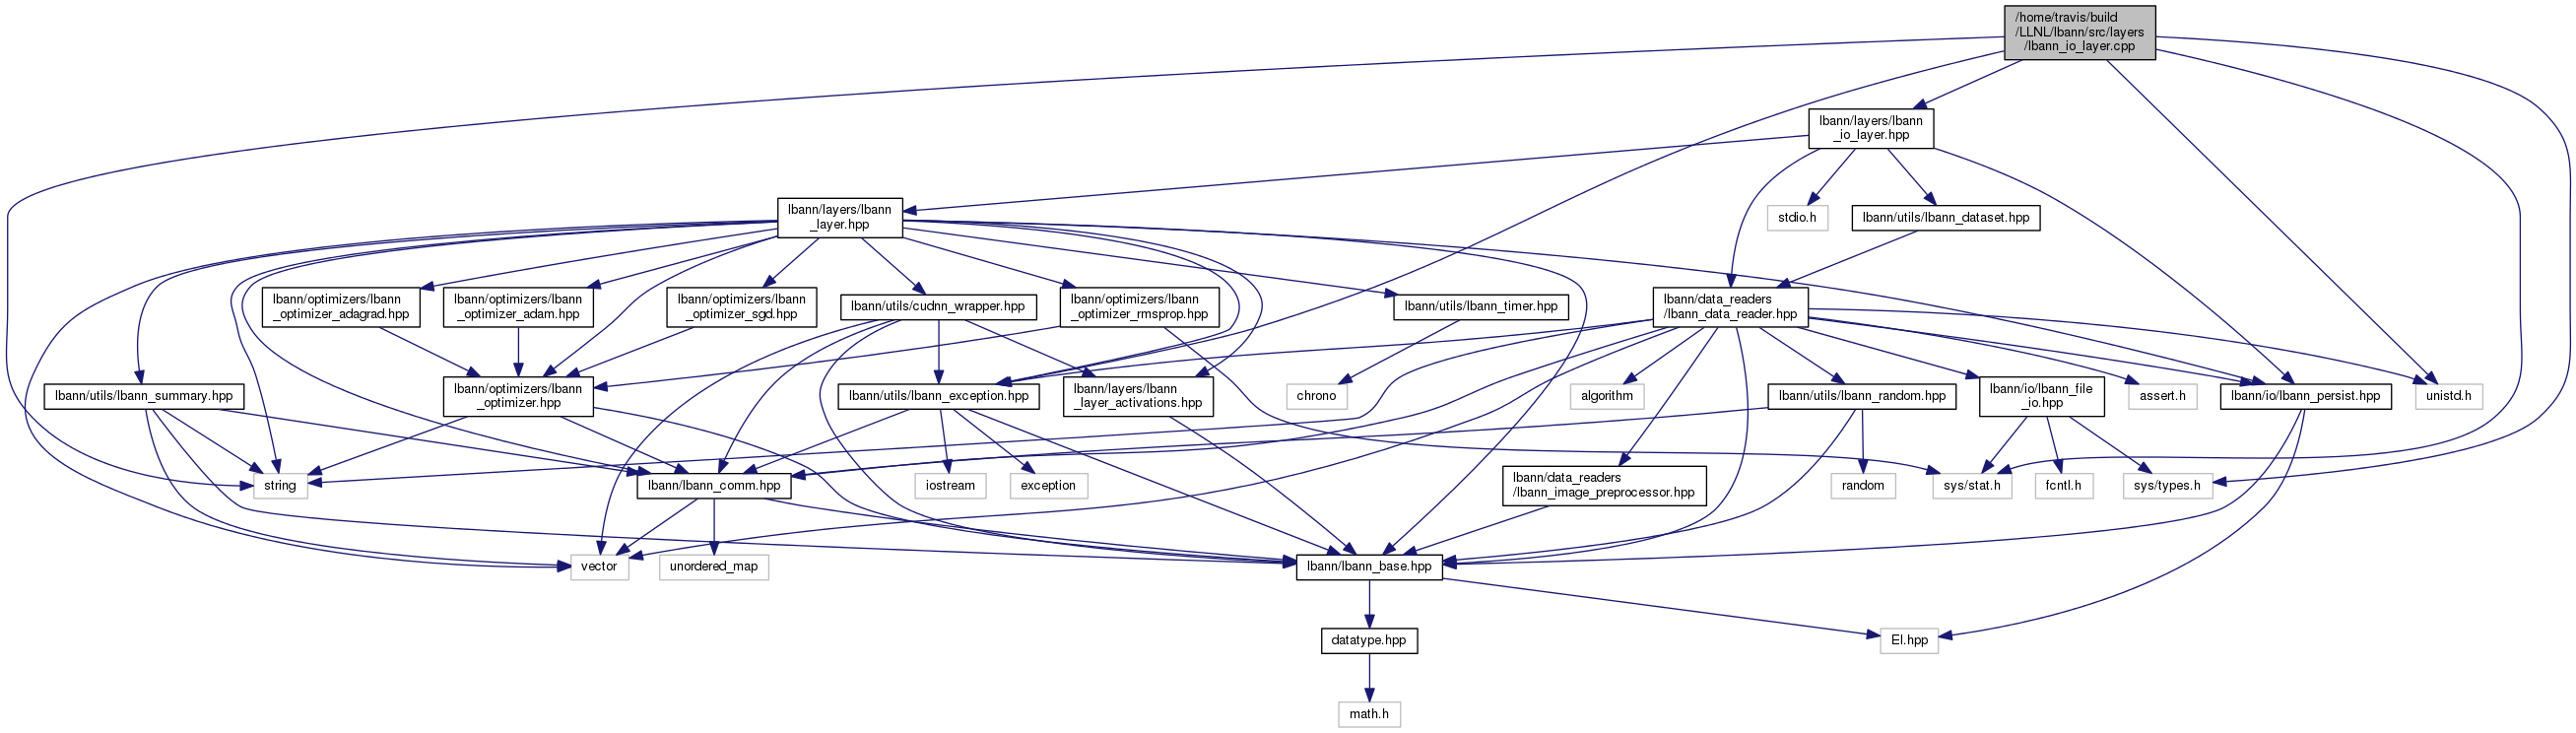 /home/travis/build
/LLNL/lbann/src/layers
/lbann_io_layer.cpp
lbann/layers/lbann
_io_layer.hpp
lbann/layers/lbann
_layer.hpp
stdio.h
lbann/utils/lbann_dataset.hpp
lbann/optimizers/lbann
_optimizer_adagrad.hpp
lbann/optimizers/lbann
_optimizer_adam.hpp
lbann/optimizers/lbann
_optimizer_sgd.hpp
lbann/utils/cudnn_wrapper.hpp
lbann/optimizers/lbann
_optimizer_rmsprop.hpp
lbann/utils/lbann_timer.hpp
lbann/data_readers
/lbann_data_reader.hpp
lbann/utils/lbann_summary.hpp
lbann/optimizers/lbann
_optimizer.hpp
lbann/utils/lbann_exception.hpp
lbann/layers/lbann
_layer_activations.hpp
chrono
algorithm
lbann/utils/lbann_random.hpp
lbann/io/lbann_file
_io.hpp
assert.h
lbann/io/lbann_persist.hpp
unistd.h
string
lbann/lbann_comm.hpp
iostream
exception
lbann/data_readers
/lbann_image_preprocessor.hpp
random
sys/stat.h
fcntl.h
sys/types.h
vector
unordered_map
lbann/lbann_base.hpp
datatype.hpp
El.hpp
math.h